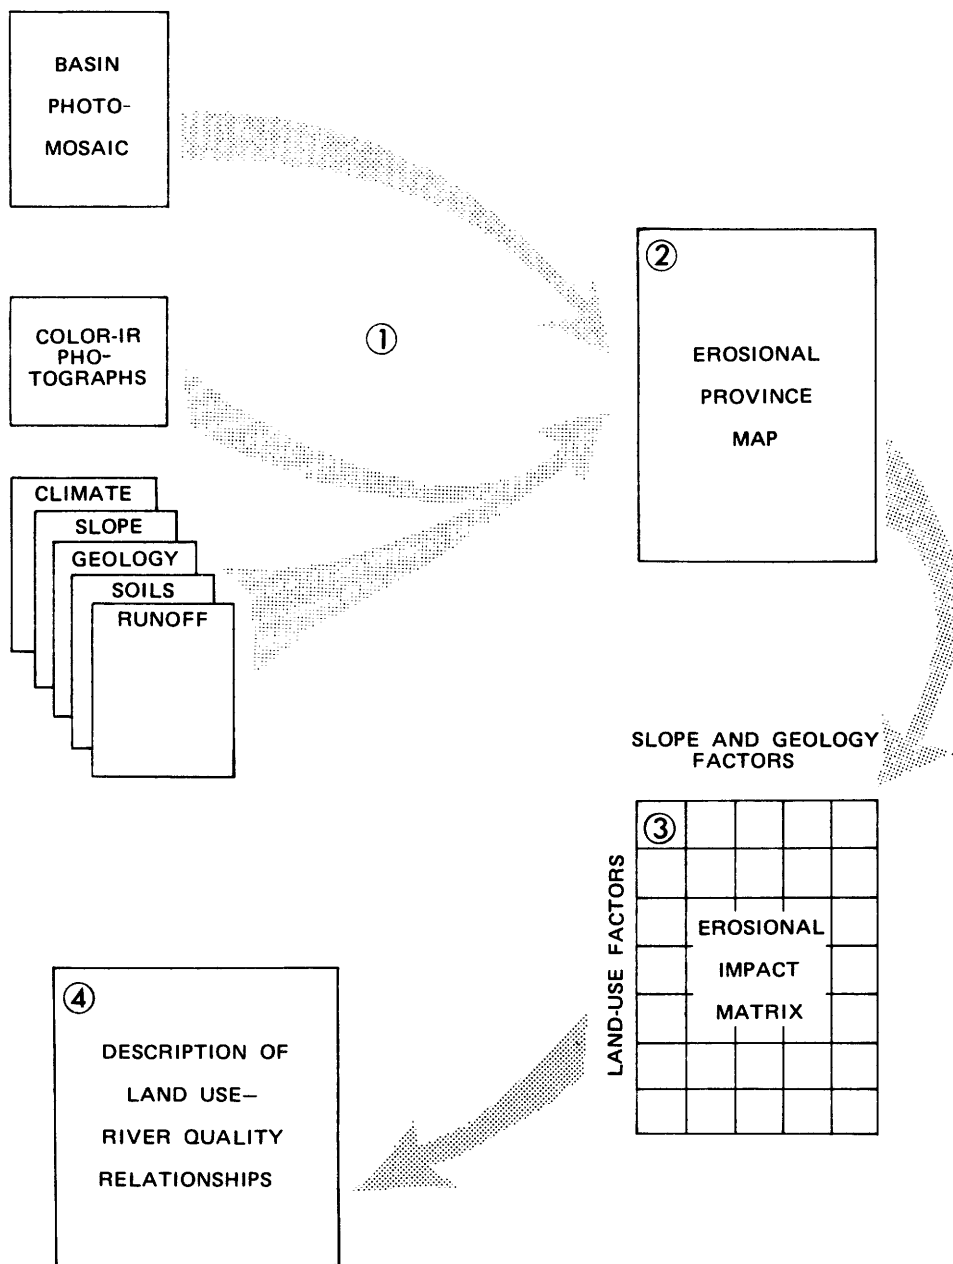 BASIN
PHOTO-
MOSAIC
COLOR-IR
PHO-
TOGRAPHS
CLIMATE
SLOPE
GEOLOGY
SOILS
RUNOFF
1
2
EROSIONAL
PROVINCE
MAP
SLOPE AND GEOLOGY
FACTORS
LAND-USE FACTORS
3
EROSIONAL
IMPACT
MATRIX
4
DESCRIPTION OF
LAND USE—
RIVER QUALITY
RELATIONSHIPS